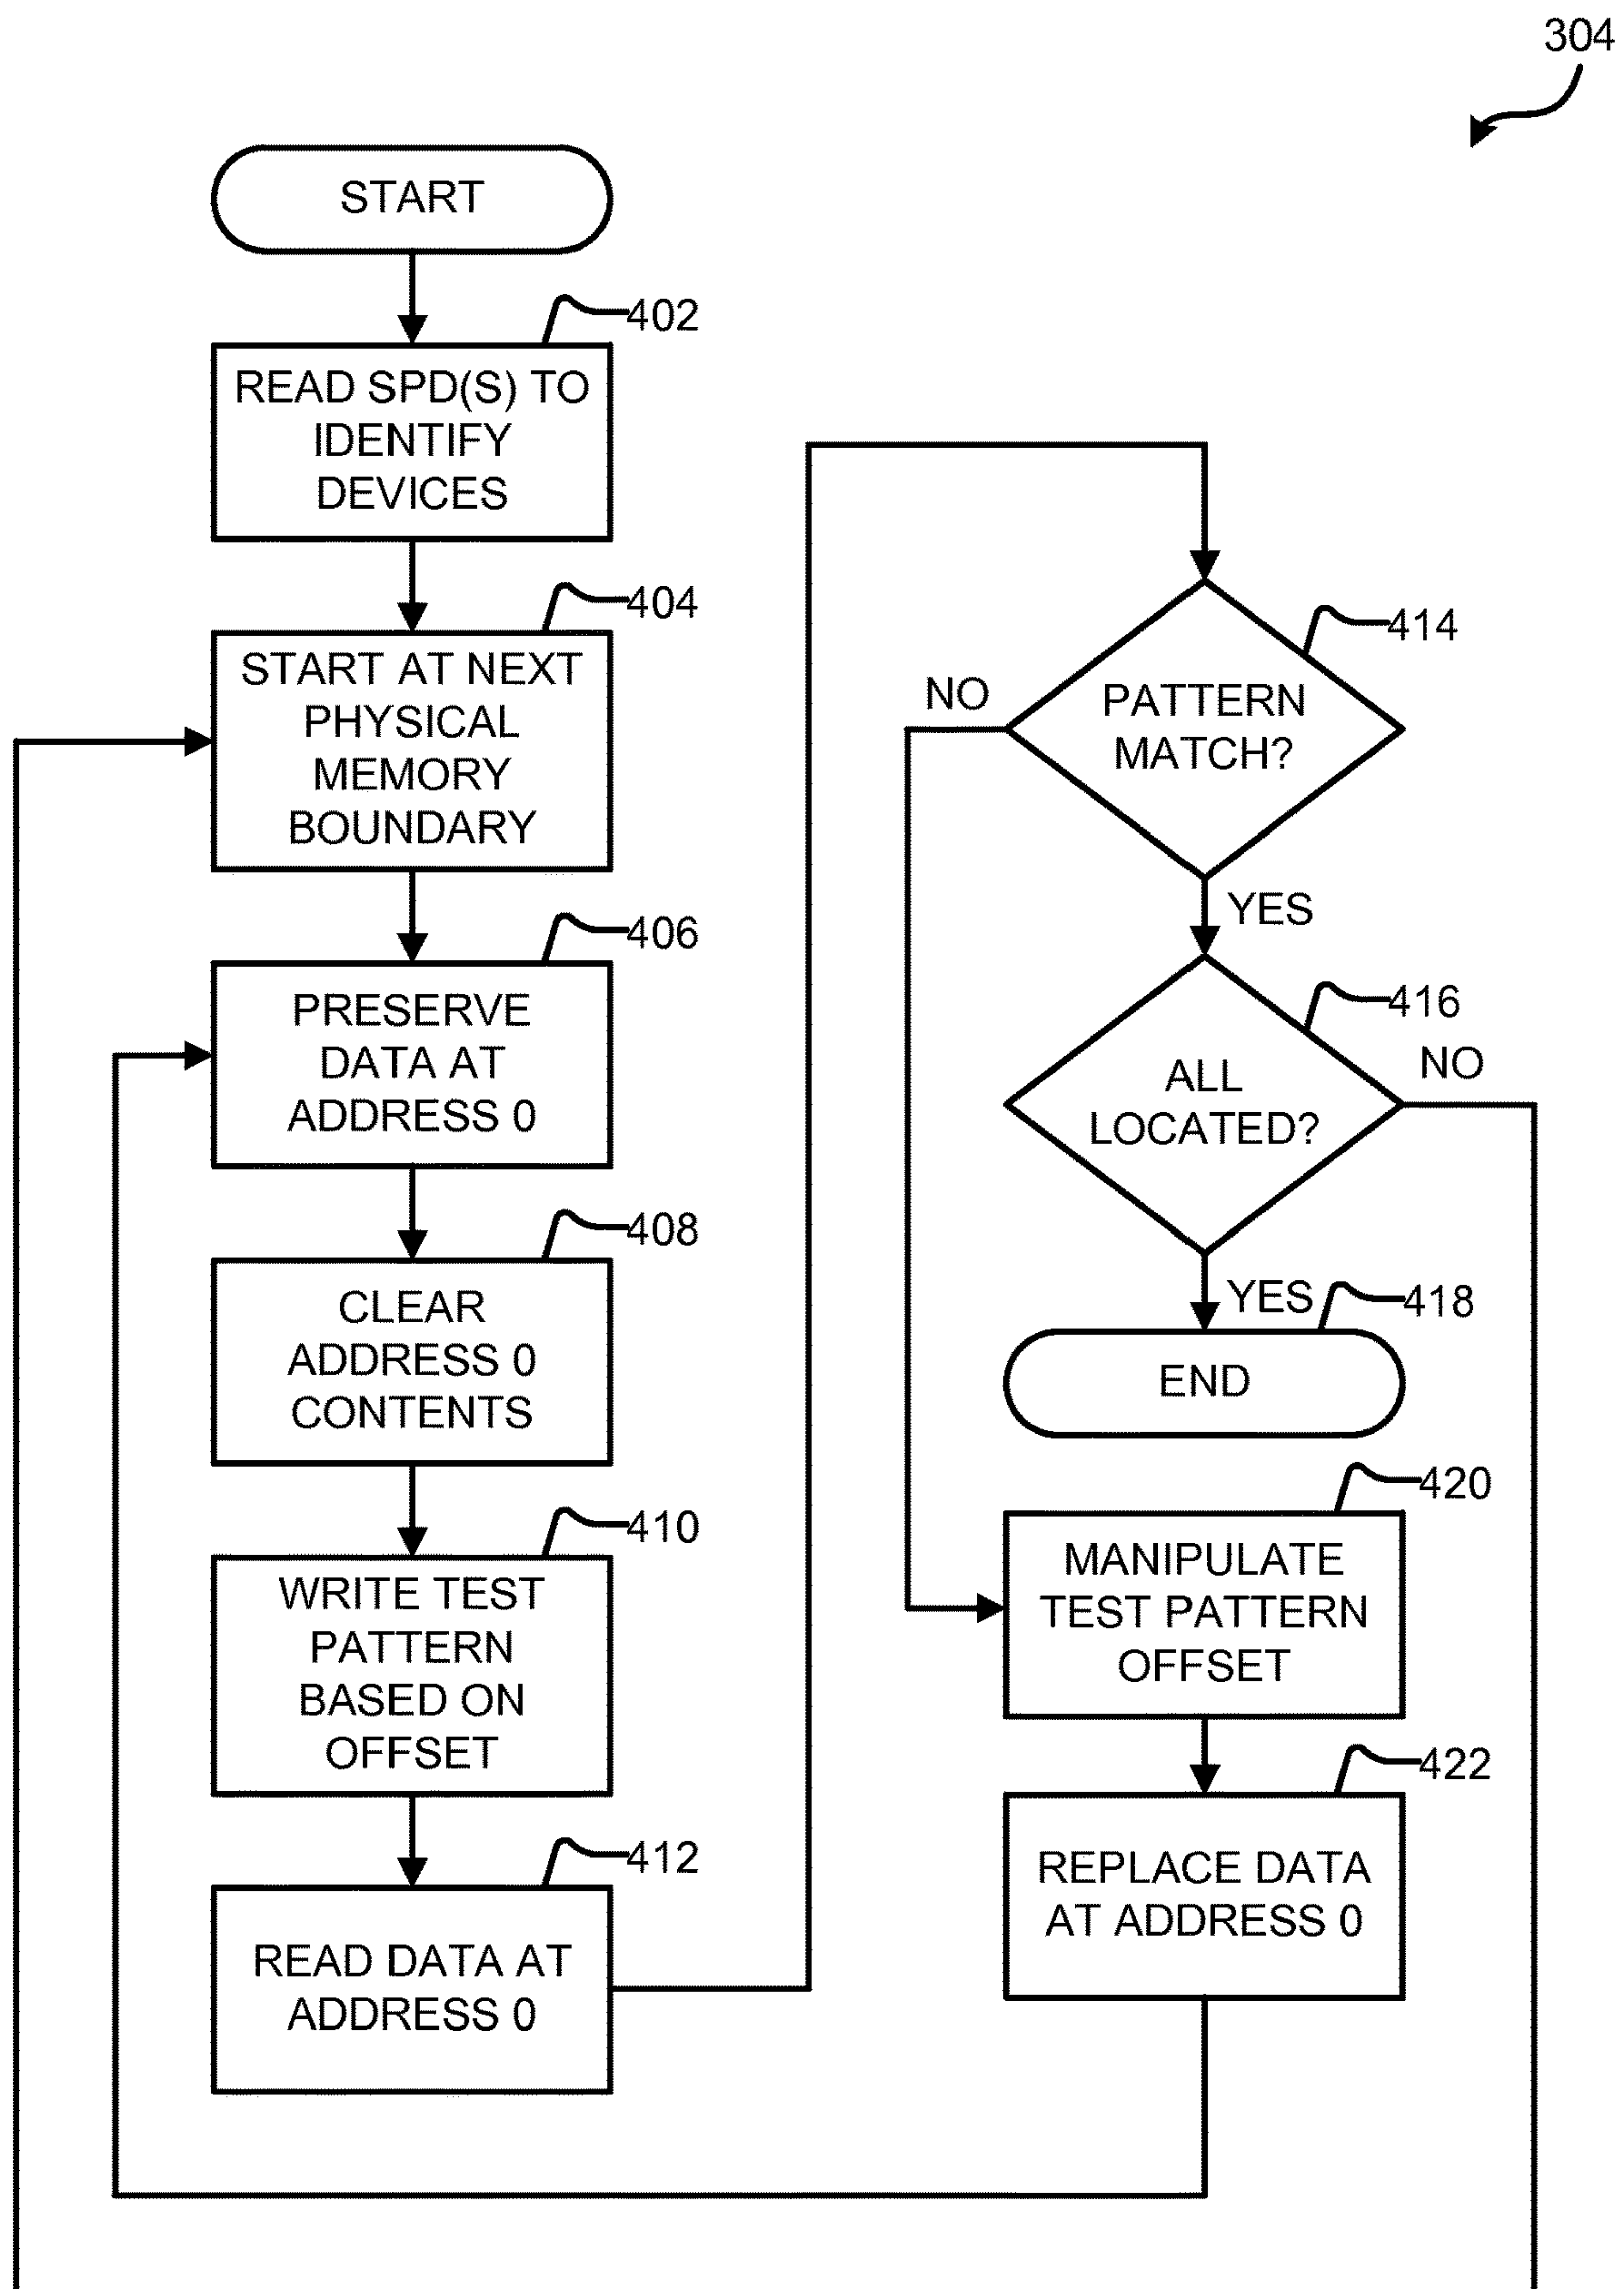 304
START
402
READ SPD(S) TO
IDENTIFY
DEVICES
404
START AT NEXT
PHYSICAL
MEMORY
BOUNDARY
406
PRESERVE
DATA AT
ADDRESS 0
408
CLEAR
ADDRESS 0
CONTENTS
410
WRITE TEST
PATTERN
BASED ON
OFFSET
412
READ DATA AT
ADDRESS 0
414
NO
PATTERN
MATCH?
YES
416
NO
ALL
LOCATED?
YES
418
END
420
MANIPULATE
TEST PATTERN
OFFSET
422
REPLACE DATA
AT ADDRESS 0